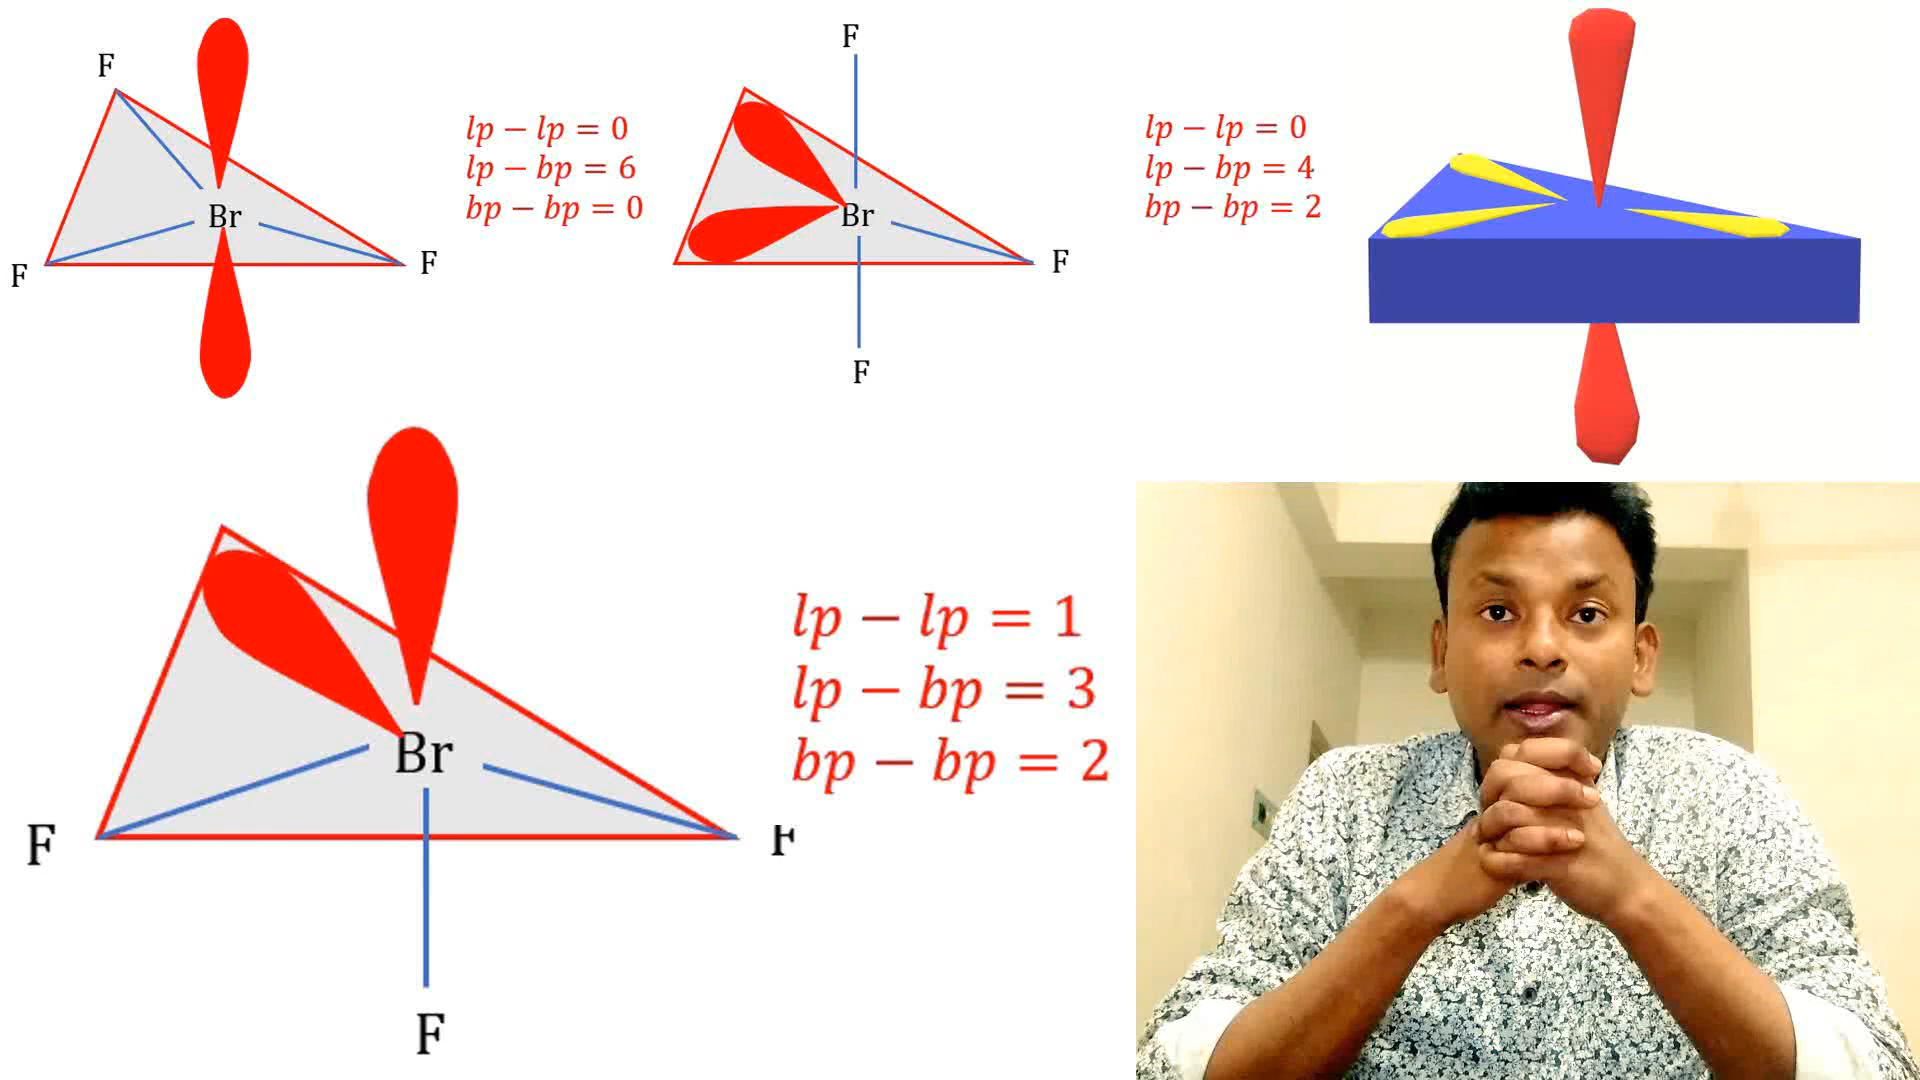 F
Br
F
F
lp − lp = 0
lp − bp = 6
bp − bp = 0
F
Br
F
F
lp − lp = 0
lp − bp = 4
bp − bp = 2
Br
F
F
F
lp − lp = 1
lp − bp = 3
bp − bp = 2